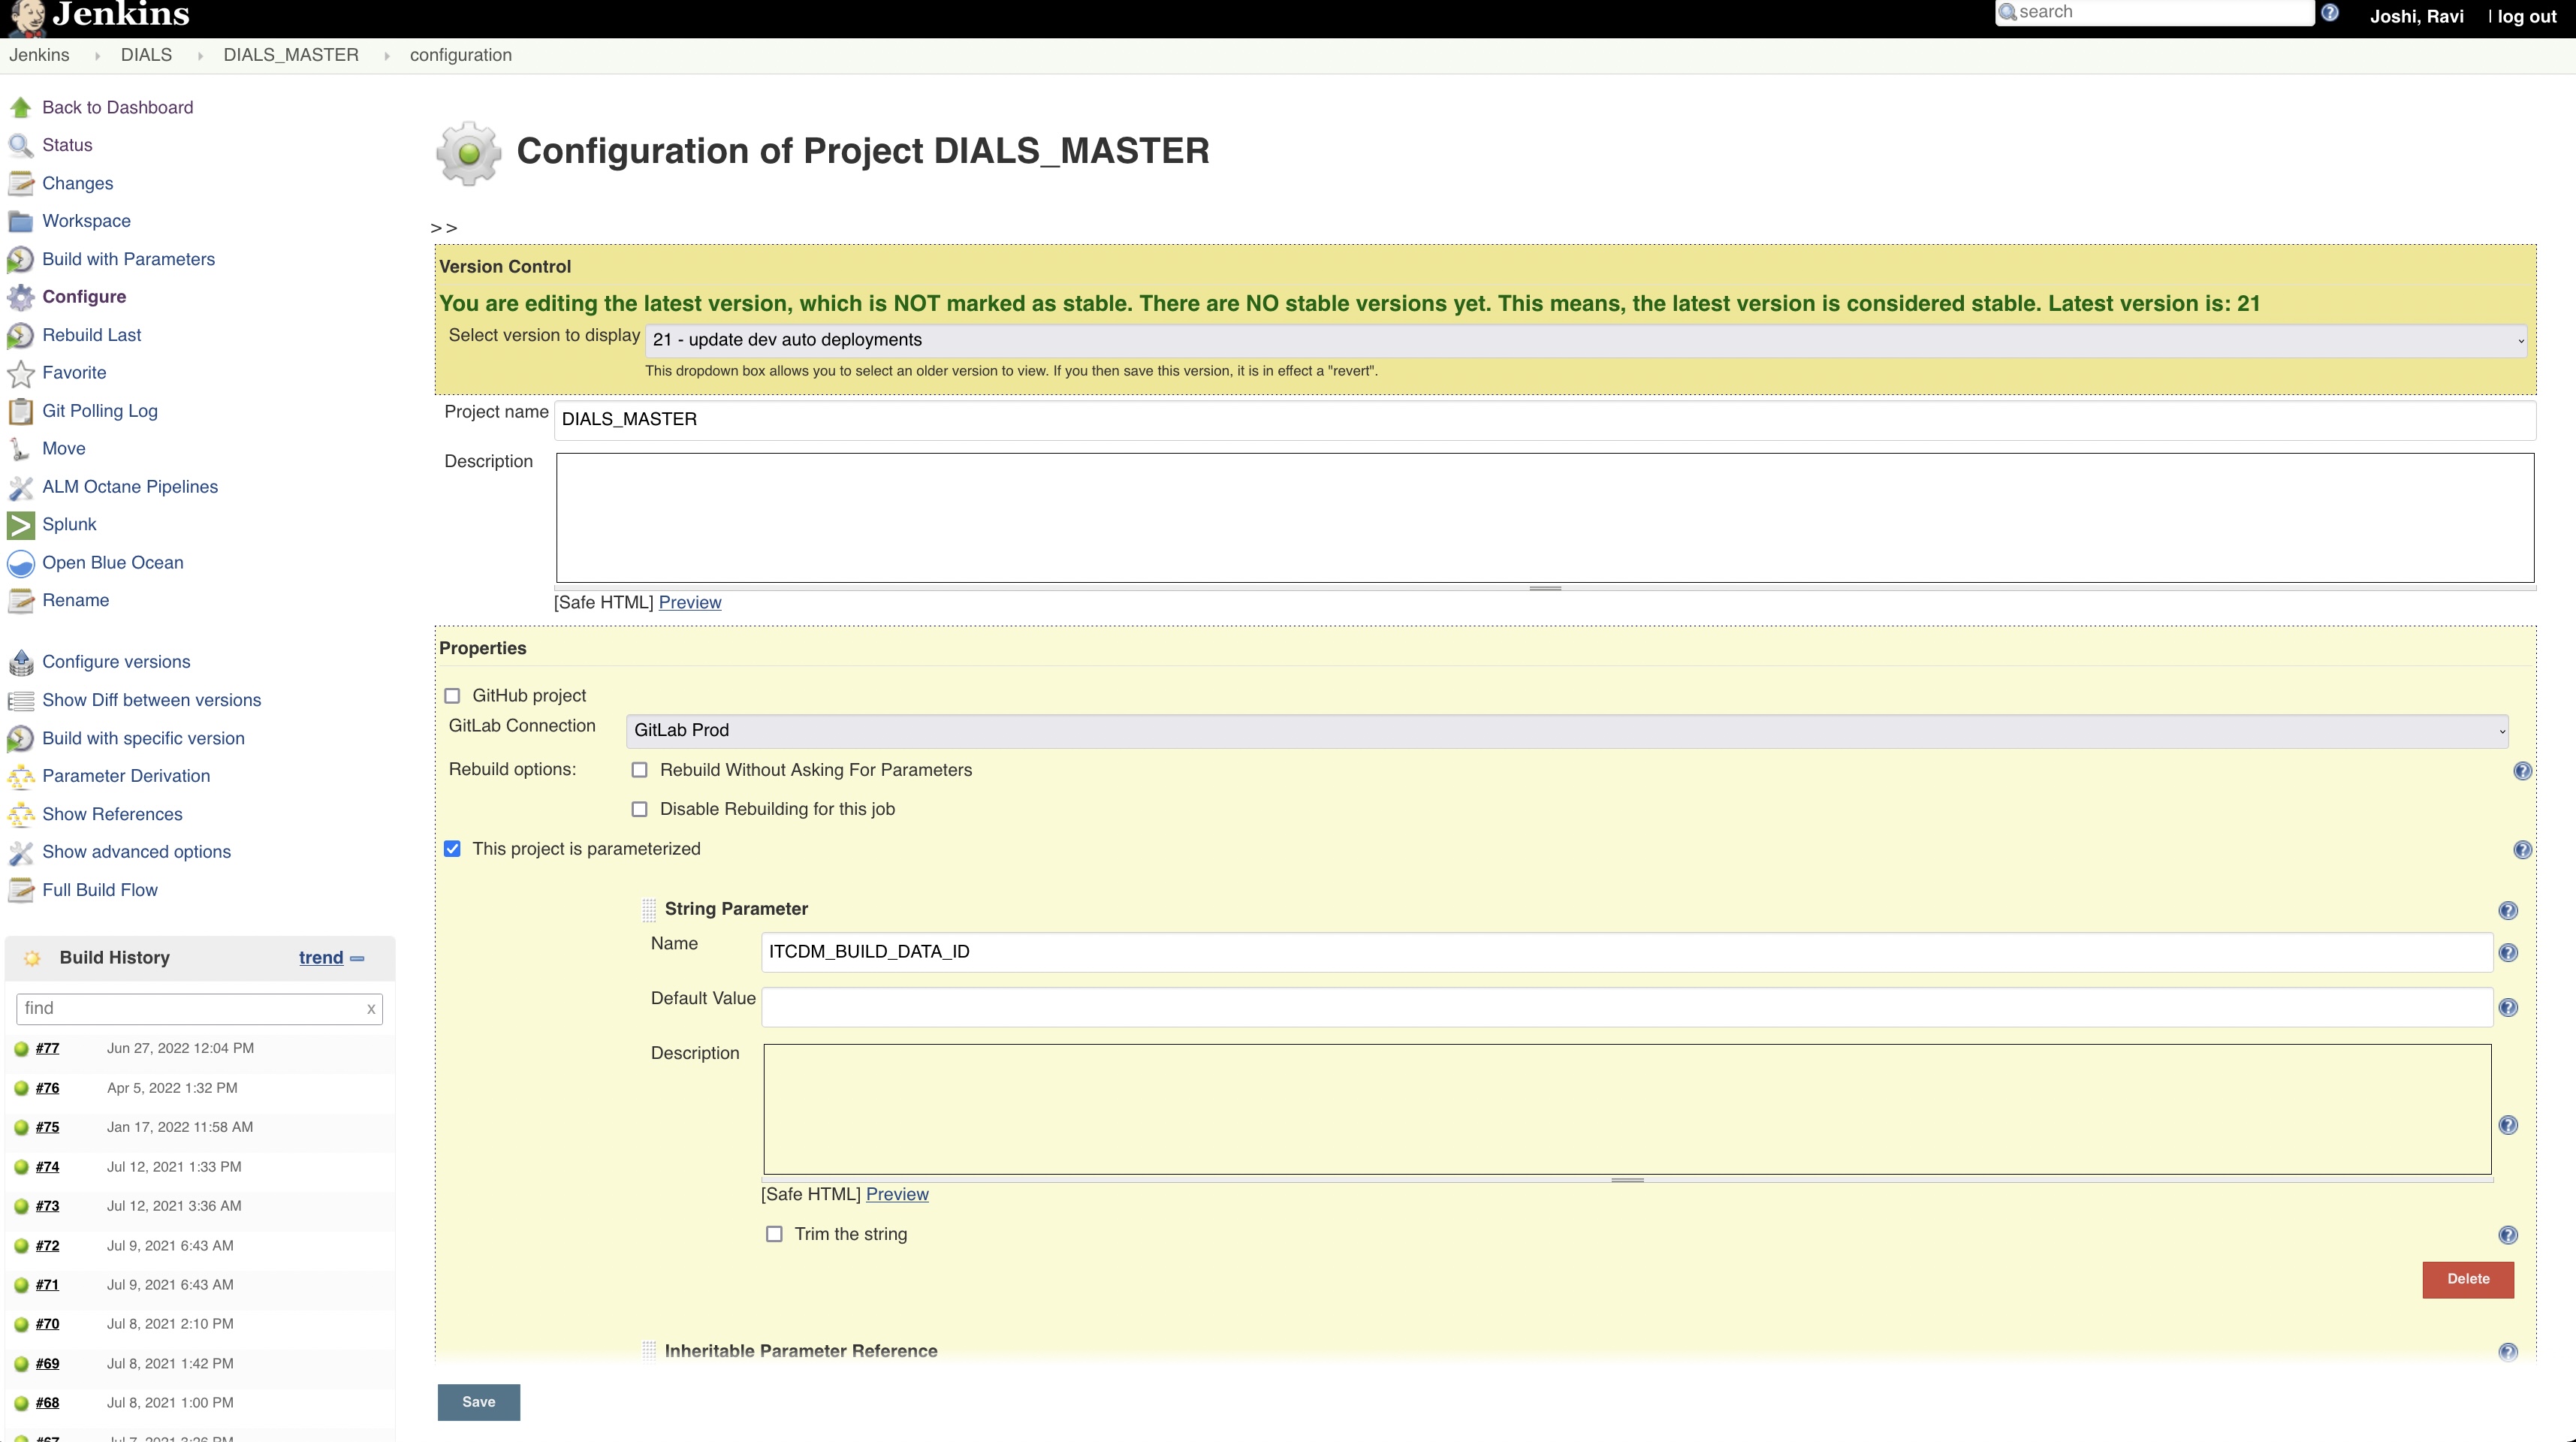 Jenkins
search
Joshi, Ravi | log out
Jenkins DIALS DIALS_MASTER configuration
Back to Dashboard
Status
Changes
Workspace
Build with Parameters
Configure
Rebuild Last
Favorite
Git Polling Log
Move
ALM Octane Pipelines
Splunk
Open Blue Ocean
Rename
Configure versions
Show Diff between versions
Build with specific version
Parameter Derivation
Show References
Show advanced options
Full Build Flow
Build History trend
find x
#77 Jun 27, 2022 12:04 PM
#76 Apr 5, 2022 1:32 PM
#75 Jan 17, 2022 11:58 AM
#74 Jul 12, 2021 1:33 PM
#73 Jul 12, 2021 3:36 AM
#72 Jul 9, 2021 6:43 AM
#71 Jul 9, 2021 6:43 AM
#70 Jul 8, 2021 2:10 PM
#69 Jul 8, 2021 1:42 PM
#68 Jul 8, 2021 1:00 PM
Configuration of Project DIALS_MASTER
>>
Version Control
You are editing the latest version, which is NOT marked as stable. There are NO stable versions yet. This means, the latest version is considered stable. Latest version is: 21
Select version to display 21 - update dev auto deployments
This dropdown box allows you to select an older version to view. If you then save this version, it is in effect a "revert".
Project name DIALS_MASTER
Description
[Safe HTML] Preview
Properties
GitHub project
GitLab Connection GitLab Prod
Rebuild options: Rebuild Without Asking For Parameters
Disable Rebuilding for this job
This project is parameterized
String Parameter
Name ITCDM_BUILD_DATA_ID
Default Value
Description
[Safe HTML] Preview
Trim the string
Delete
Inheritable Parameter Reference
Save